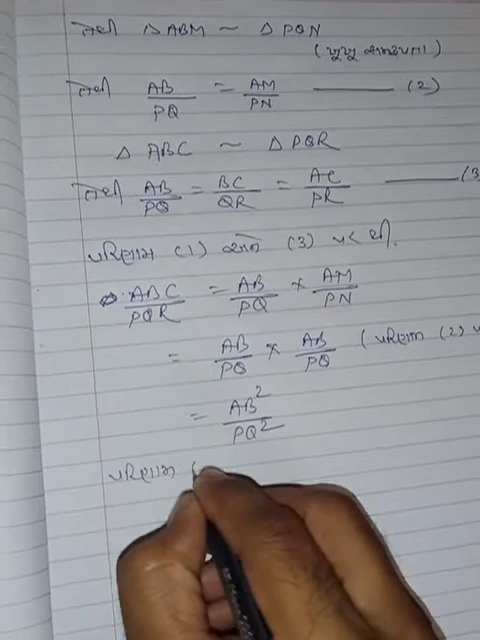 તેથી △ ABM ~ △ PQN
(ખૂખૂ સમરૂપતા)
તેથી AB/PQ = AM/PN —— (2)
△ ABC ~ △ PQR
તેથી AB/PQ = BC/QR = AC/PR —— (3
પરિણામ (1) અને (3) પરથી.
ABC/PQR = AB/PQ × AM/PN
= AB/PQ × AB/PQ (પરિણામ (2) પ
= AB²/PQ²
પરિણામ (